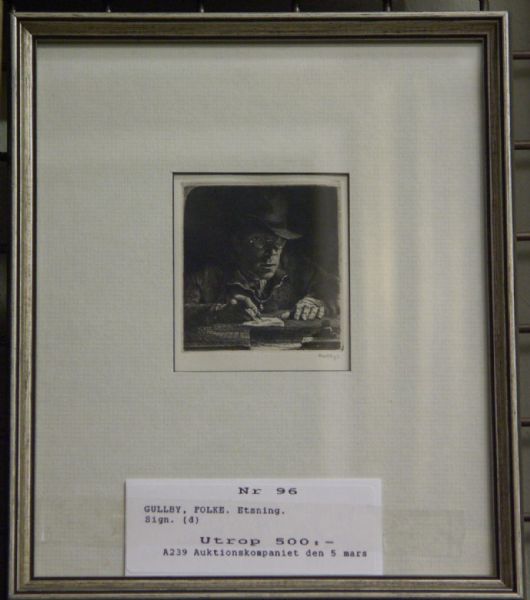 Nr 96
GULLBY, FOLKE. Etsning.
Sign. (d)
Utrop 500:-
A239 Auktionskompaniet den 5 mars